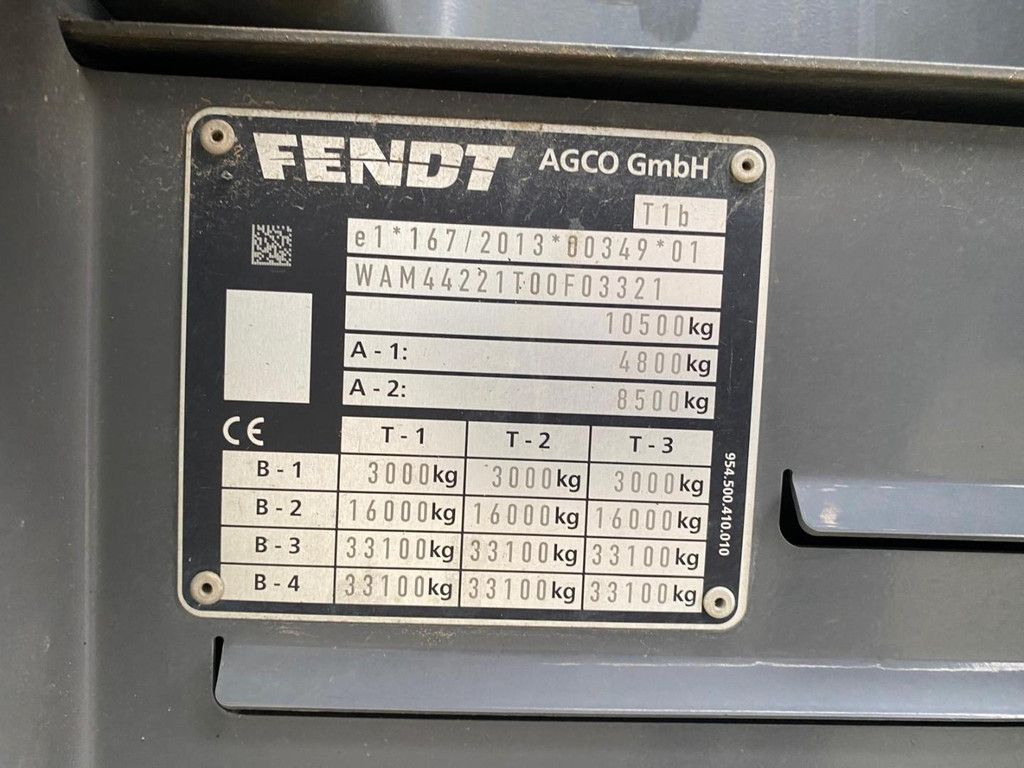 FENDT AGCO GmbH
T1b
e1*167/2013*00349*01
WAM44221T00F03321
10500kg
A - 1: 4800kg
A - 2: 8500kg
CE T - 1 T - 2 T - 3
B - 1 3000kg 3000kg 3000kg
B - 2 16000kg 16000kg 16000kg
B - 3 33100kg 33100kg 33100kg
B - 4 33100kg 33100kg 33100kg
954.500.410.010